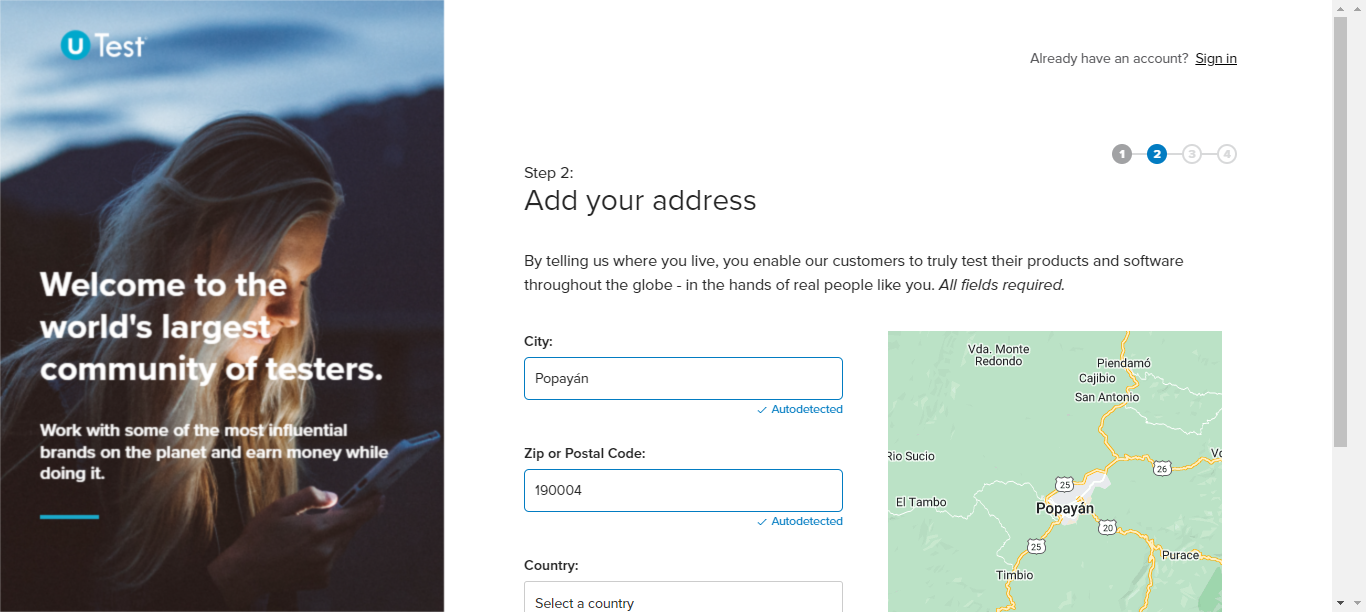 U Test
Already have an account? Sign in
1 2 3 4
Step 2:
Add your address
By telling us where you live, you enable our customers to truly test their products and software
throughout the globe - in the hands of real people like you. All fields required.
Welcome to the
world's largest
community of testers.
Work with some of the most influential
brands on the planet and earn money while
doing it.
City:
Popayán
Autodetected
Zip or Postal Code:
190004
Autodetected
Country:
Select a country
Vda. Monte
Redondo
Piendamó
Cajibio
San Antonio
Rio Sucio
26
25
El Tambo
Popayán
20
25
Purace
Timbio